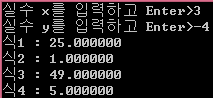 실수 x를 입력하고 Enter>3
실수 y를 입력하고 Enter>-4
식1 : 25.000000
식2 : 1.000000
식3 : 49.000000
식4 : 5.000000